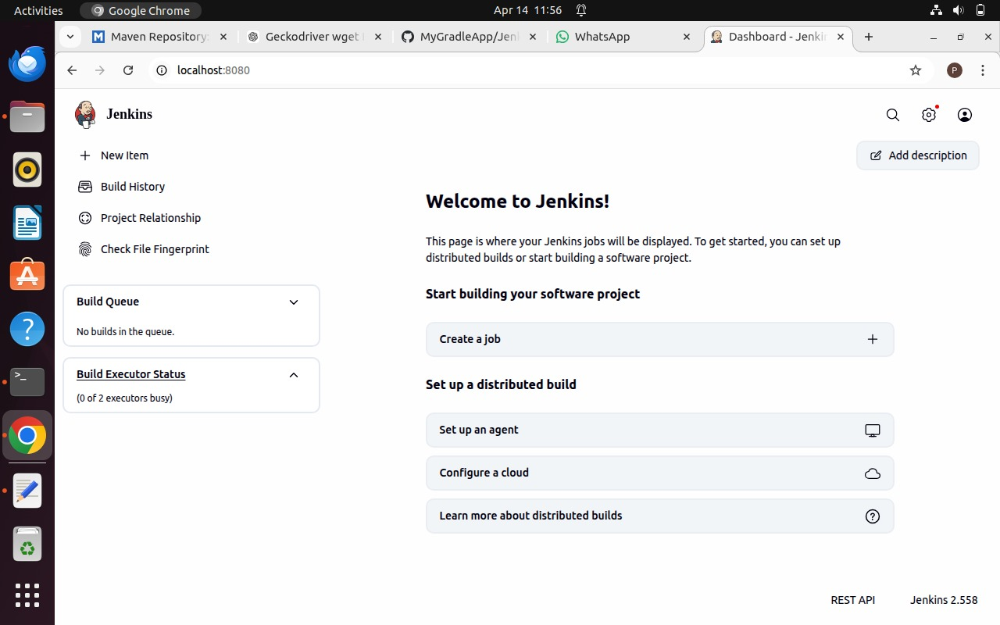 Activities
Google Chrome
Apr 14 11:56
Maven Repository:
Geckodriver wget
MyGradleApp/Jenk
WhatsApp
Dashboard - Jenkin
localhost:8080
P
Jenkins
New Item
Add description
Build History
Project Relationship
Check File Fingerprint
Build Queue
No builds in the queue.
Build Executor Status
(0 of 2 executors busy)
Welcome to Jenkins!
This page is where your Jenkins jobs will be displayed. To get started, you can set up
distributed builds or start building a software project.
Start building your software project
Create a job
Set up a distributed build
Set up an agent
Configure a cloud
Learn more about distributed builds
REST API
Jenkins 2.558